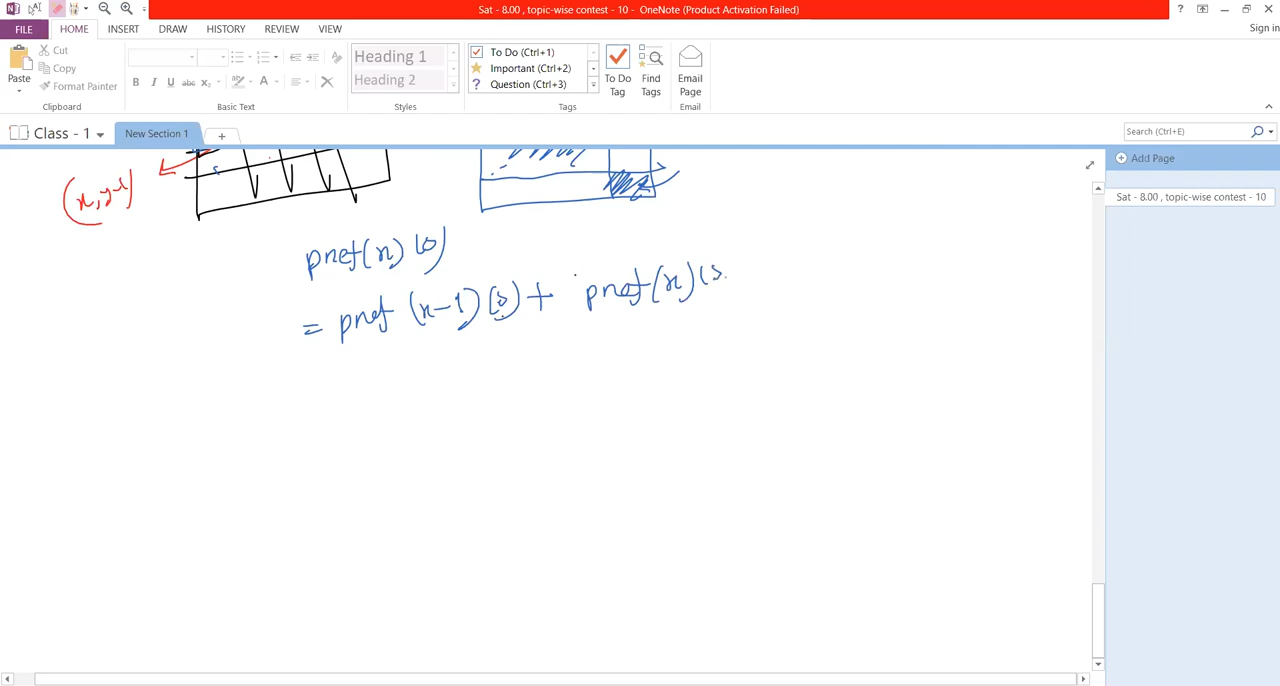 Sat - 8.00 , topic-wise contest - 10 - OneNote (Product Activation Failed)
FILE HOME INSERT DRAW HISTORY REVIEW VIEW Sign in
Paste Cut Copy Format Painter
Clipboard
B I U abc x₂ A
Basic Text
Heading 1
Heading 2
Styles
To Do (Ctrl+1)
Important (Ctrl+2)
Question (Ctrl+3)
Tags
To Do Tag
Find Tags
Email Page
Email
Class - 1 New Section 1
Search (Ctrl+E)
Add Page
Sat - 8.00 , topic-wise contest - 10
(x, y-1)
pref(x)
= pref (x-1) + pref(x)